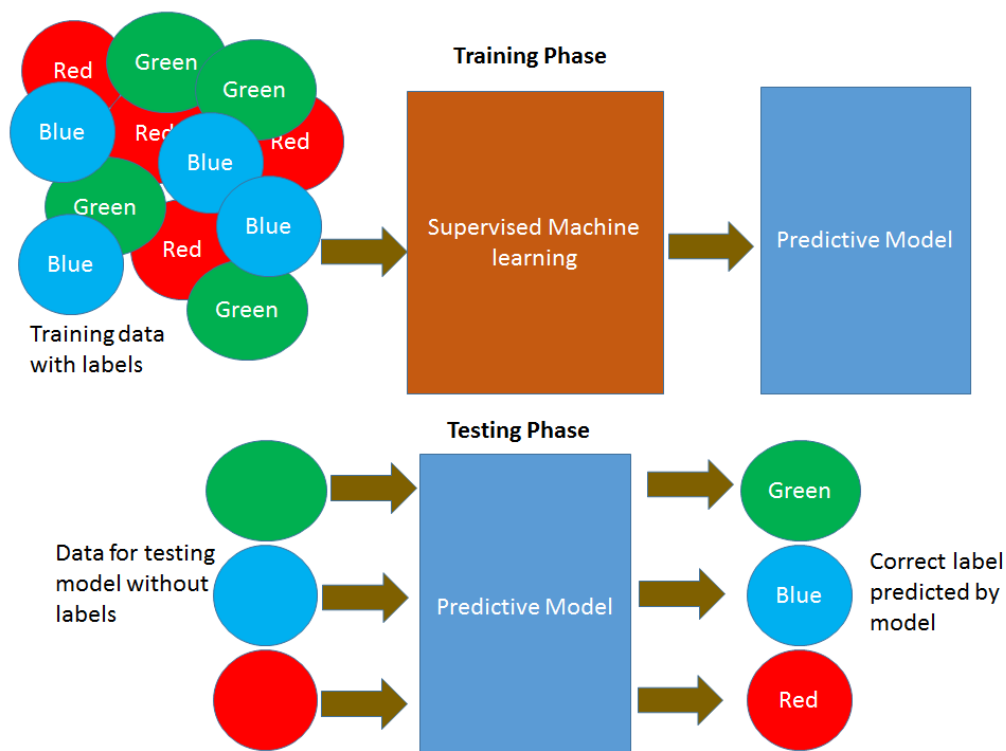 Training Phase
Red
Green
Green
Blue
Red
Red
Blue
Green
Blue
Blue
Red
Green
Training data
with labels
Supervised Machine
learning
Predictive Model
Testing Phase
Data for testing
model without
labels
Predictive Model
Green
Blue
Red
Correct label
predicted by
model